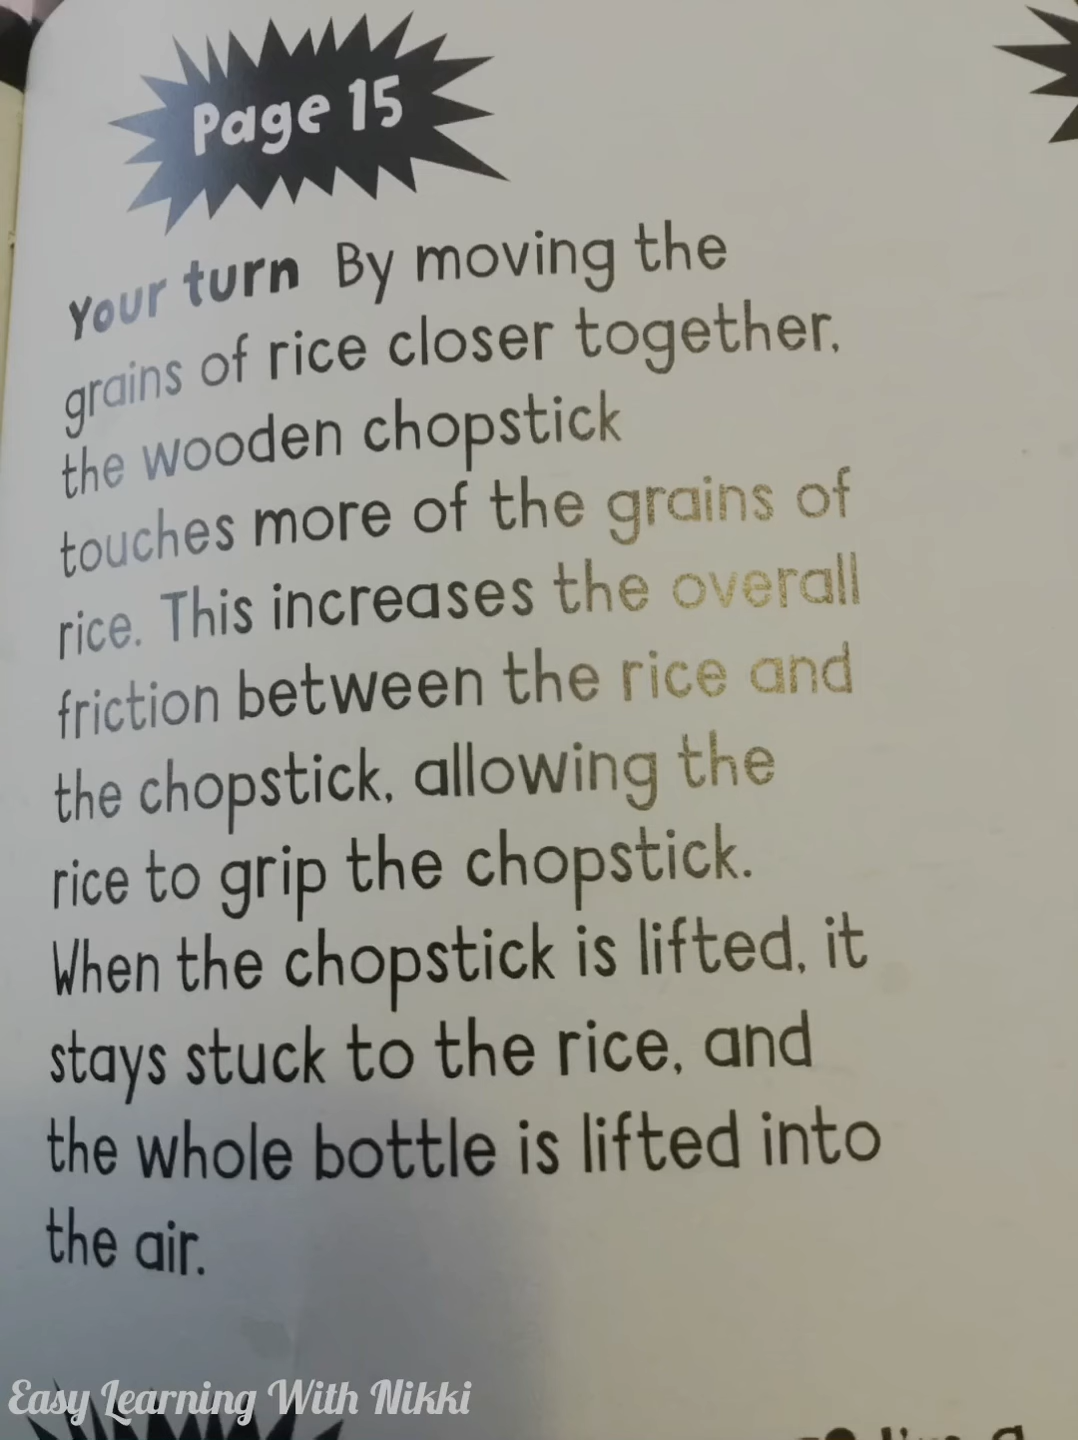 Page 15
Your turn By moving the
grains of rice closer together,
the wooden chopstick
touches more of the grains of
rice. This increases the overall
friction between the rice and
the chopstick, allowing the
rice to grip the chopstick.
When the chopstick is lifted, it
stays stuck to the rice, and
the whole bottle is lifted into
the air.
Easy Learning With Nikki